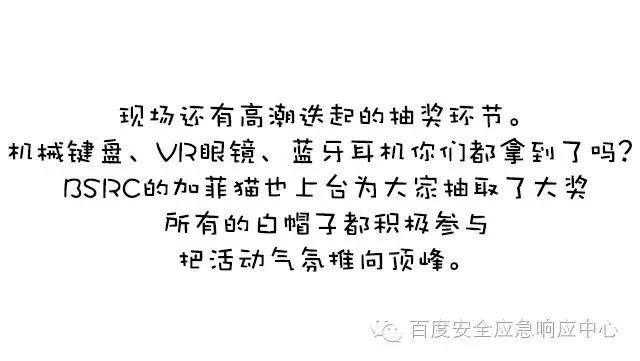 现场还有高潮迭起的抽奖环节。
机械键盘、VR眼镜、蓝牙耳机你们都拿到了吗？
BSRC的加菲猫也上台为大家抽取了大奖
所有的白帽子都积极参与
把活动气氛推向顶峰。
百度安全应急响应中心